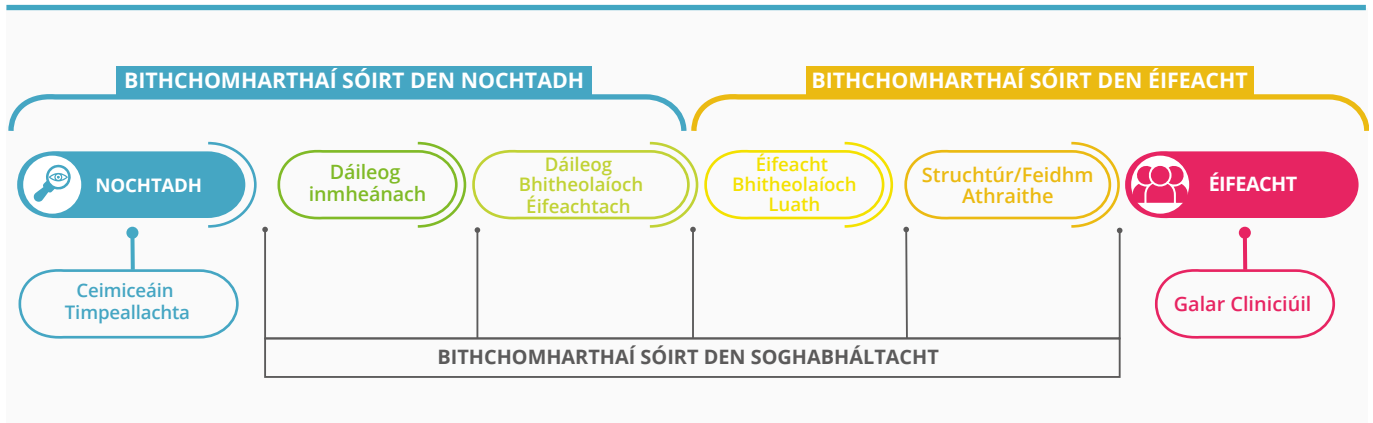 BITHCHOMHARTHAÍ SÓIRT DEN NOCHTADH
BITHCHOMHARTHAÍ SÓIRT DEN ÉIFEACHT
NOCHTADH
Dáileog
inmheánach
Dáileog
Bhitheolaíoch
Éifeachtach
Éifeacht
Bhitheolaíoch
Luath
Struchtúr/Feidhm
Athraithe
ÉIFEACHT
Ceimiceáin
Timpeallachta
Galar Cliniciúil
BITHCHOMHARTHAÍ SÓIRT DEN SOGHABHÁLTACHT